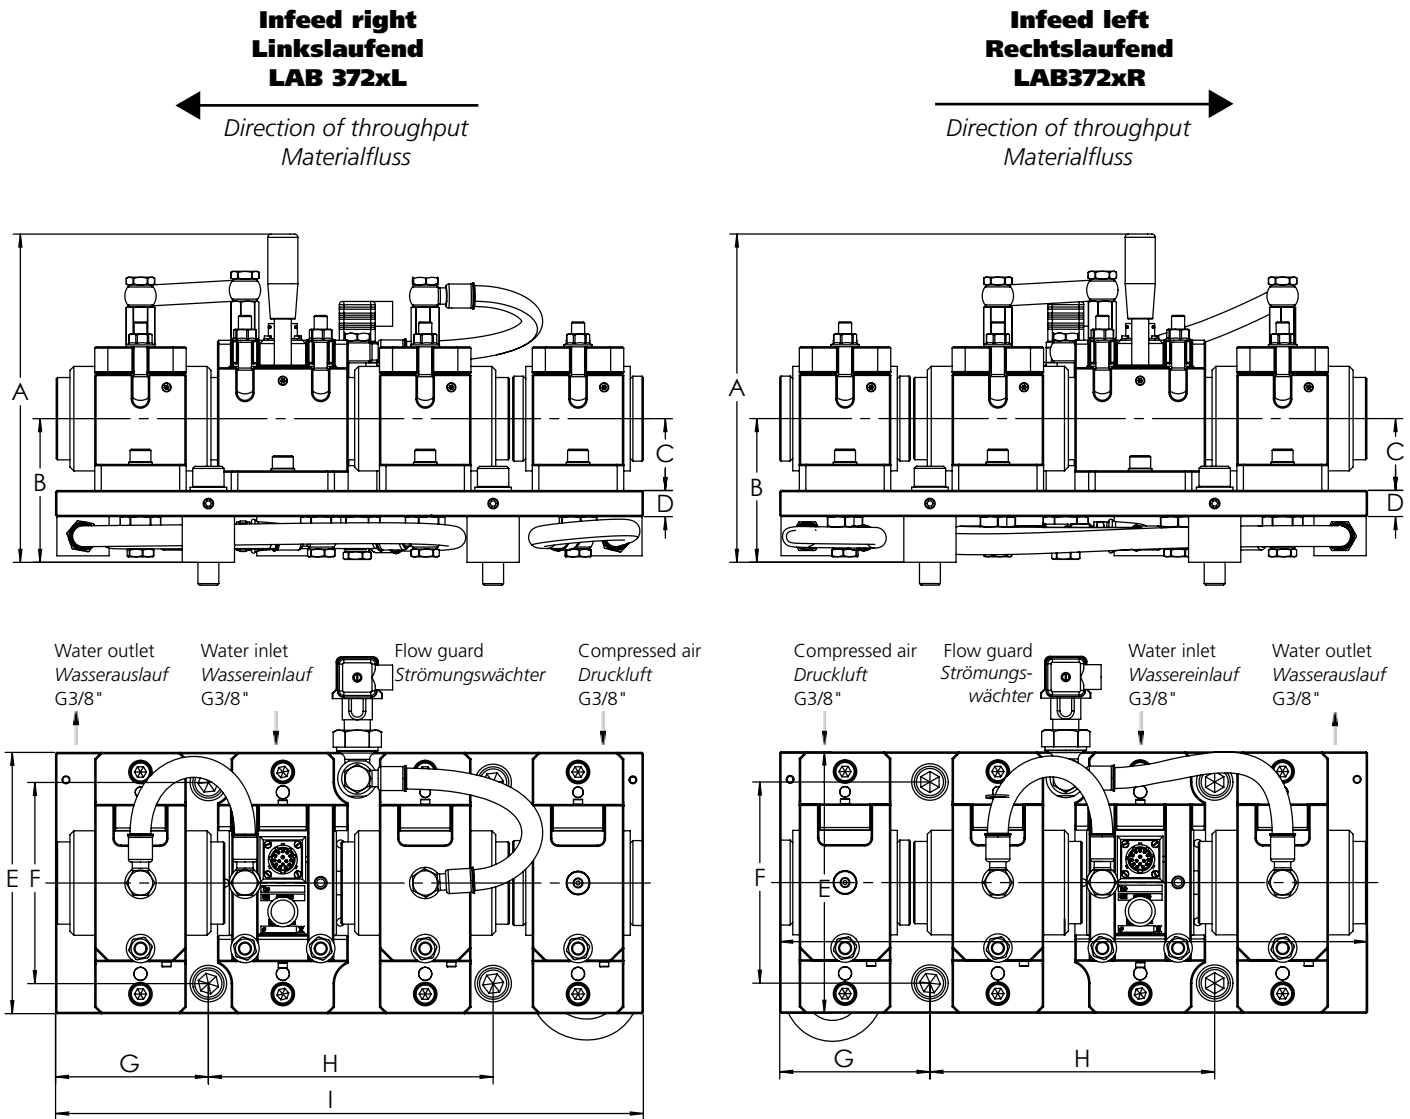 Infeed right
Linkslaufend
LAB 372xL
Direction of throughput
Materialfluss
Infeed left
Rechtslaufend
LAB372xR
Direction of throughput
Materialfluss
A
B
C
D
A
B
C
D
Water outlet
Wasserauslauf
G3/8"
Water inlet
Wassereinlauf
G3/8"
Flow guard
Strömungswächter
Compressed air
Druckluft
G3/8"
Compressed air
Druckluft
G3/8"
Flow guard
Strömungs-
wächter
Water inlet
Wassereinlauf
G3/8"
Water outlet
Wasserauslauf
G3/8"
E
F
G
H
I
F
E
G
H